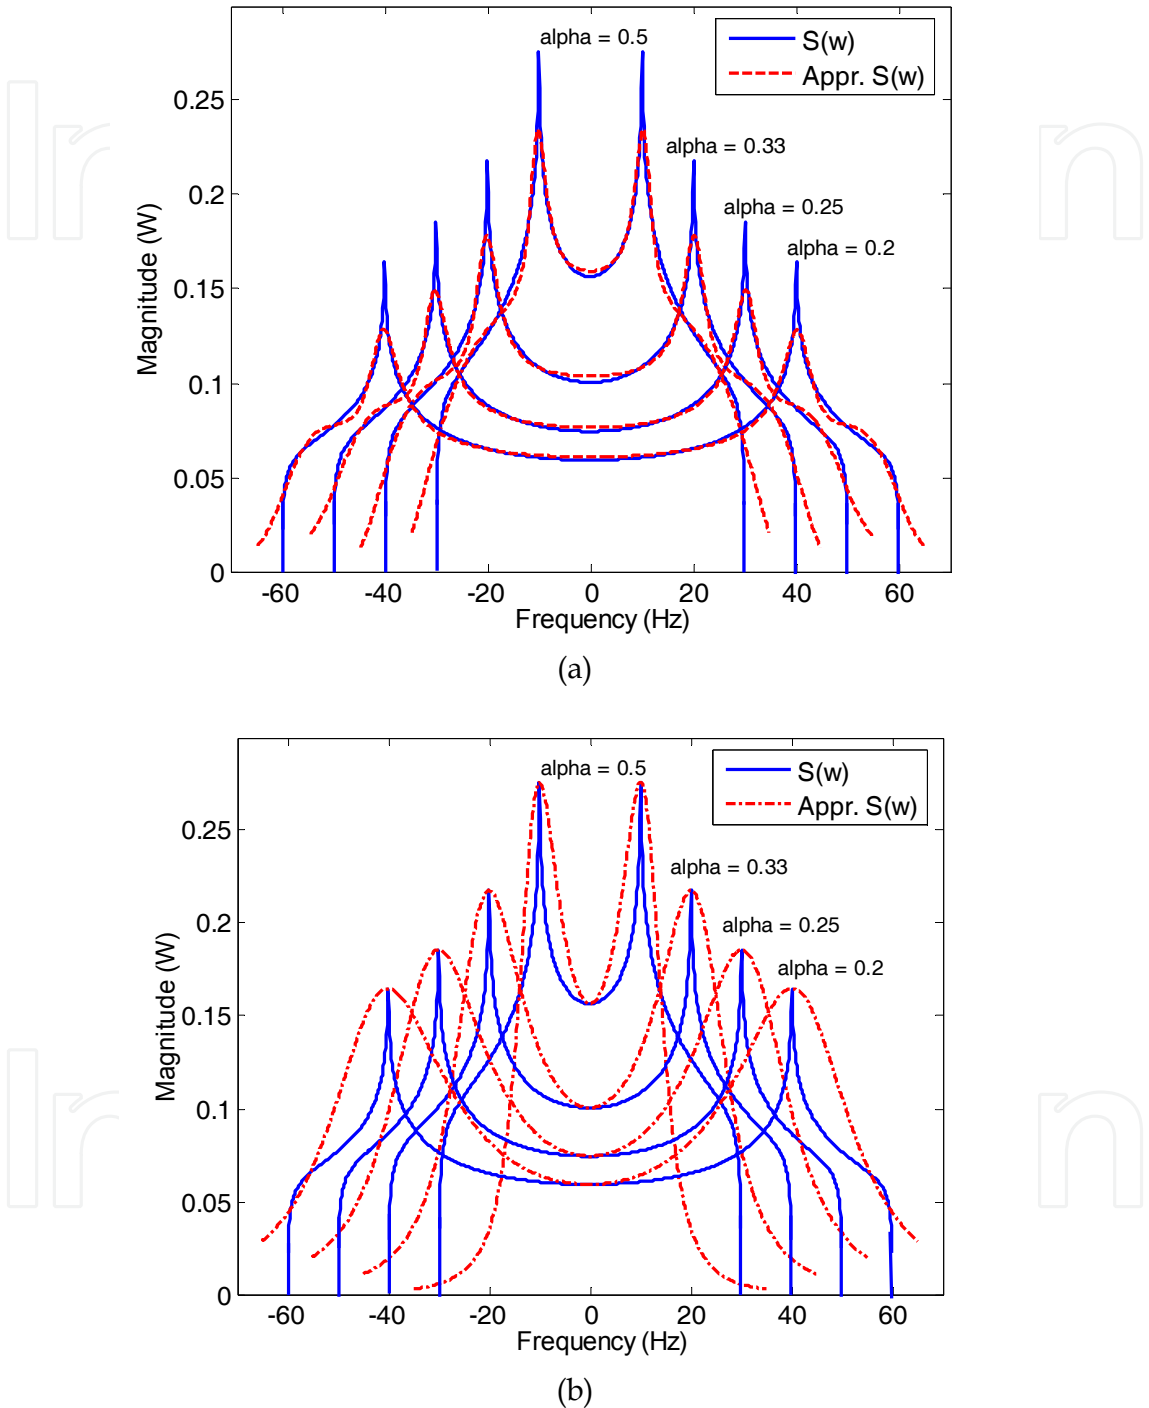 alpha = 0.5
S(w)
Appr. S(w)
alpha = 0.33
alpha = 0.25
alpha = 0.2
0.25
0.2
0.15
0.1
0.05
0
Magnitude (W)
-60 -40 -20 0 20 40 60
Frequency (Hz)
(a)
alpha = 0.5
S(w)
Appr. S(w)
alpha = 0.33
alpha = 0.25
alpha = 0.2
0.25
0.2
0.15
0.1
0.05
0
Magnitude (W)
-60 -40 -20 0 20 40 60
Frequency (Hz)
(b)